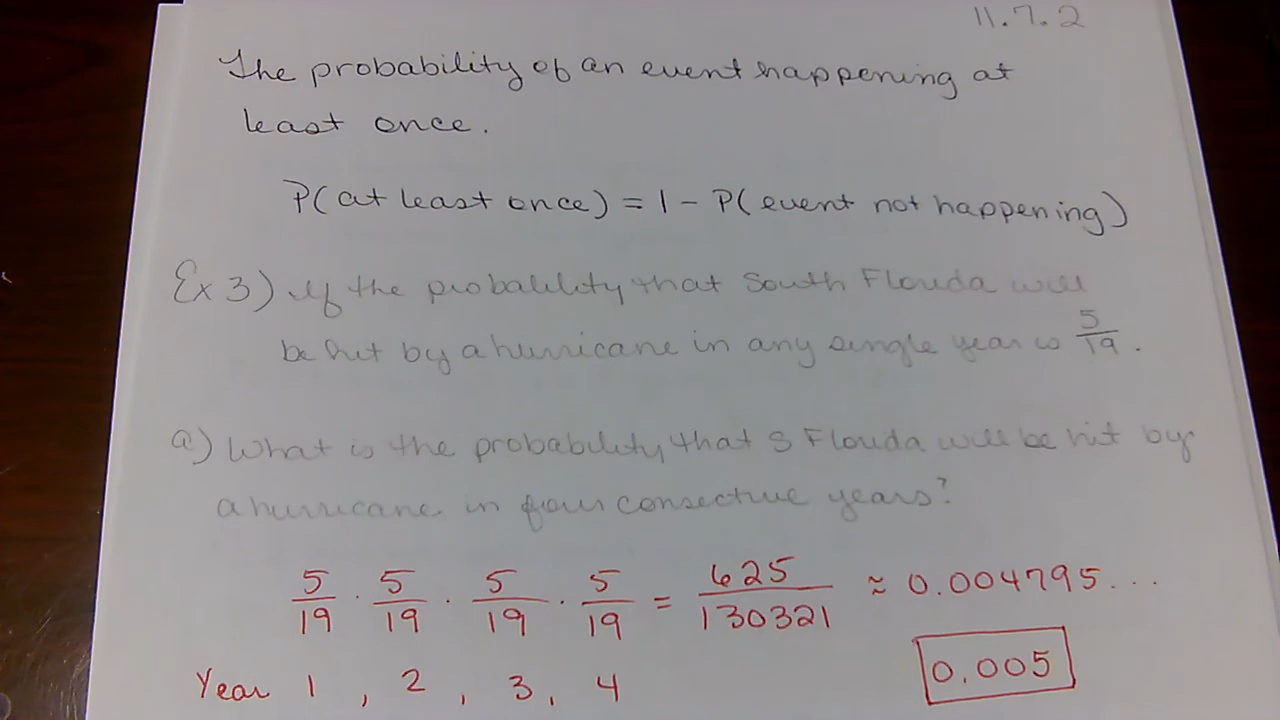 11.7.2
The probability of an event happening at
least once.
P(at least once) = 1 - P(event not happening)
Ex 3) If the probability that South Florida will
be hit by a hurricane in any single year is 5/19.
a) What is the probability that S Florida will be hit by
a hurricane in four consective years?
5/19 · 5/19 · 5/19 · 5/19 = 625/130321 ≈ 0.004795...
Year 1, 2, 3, 4
0.005